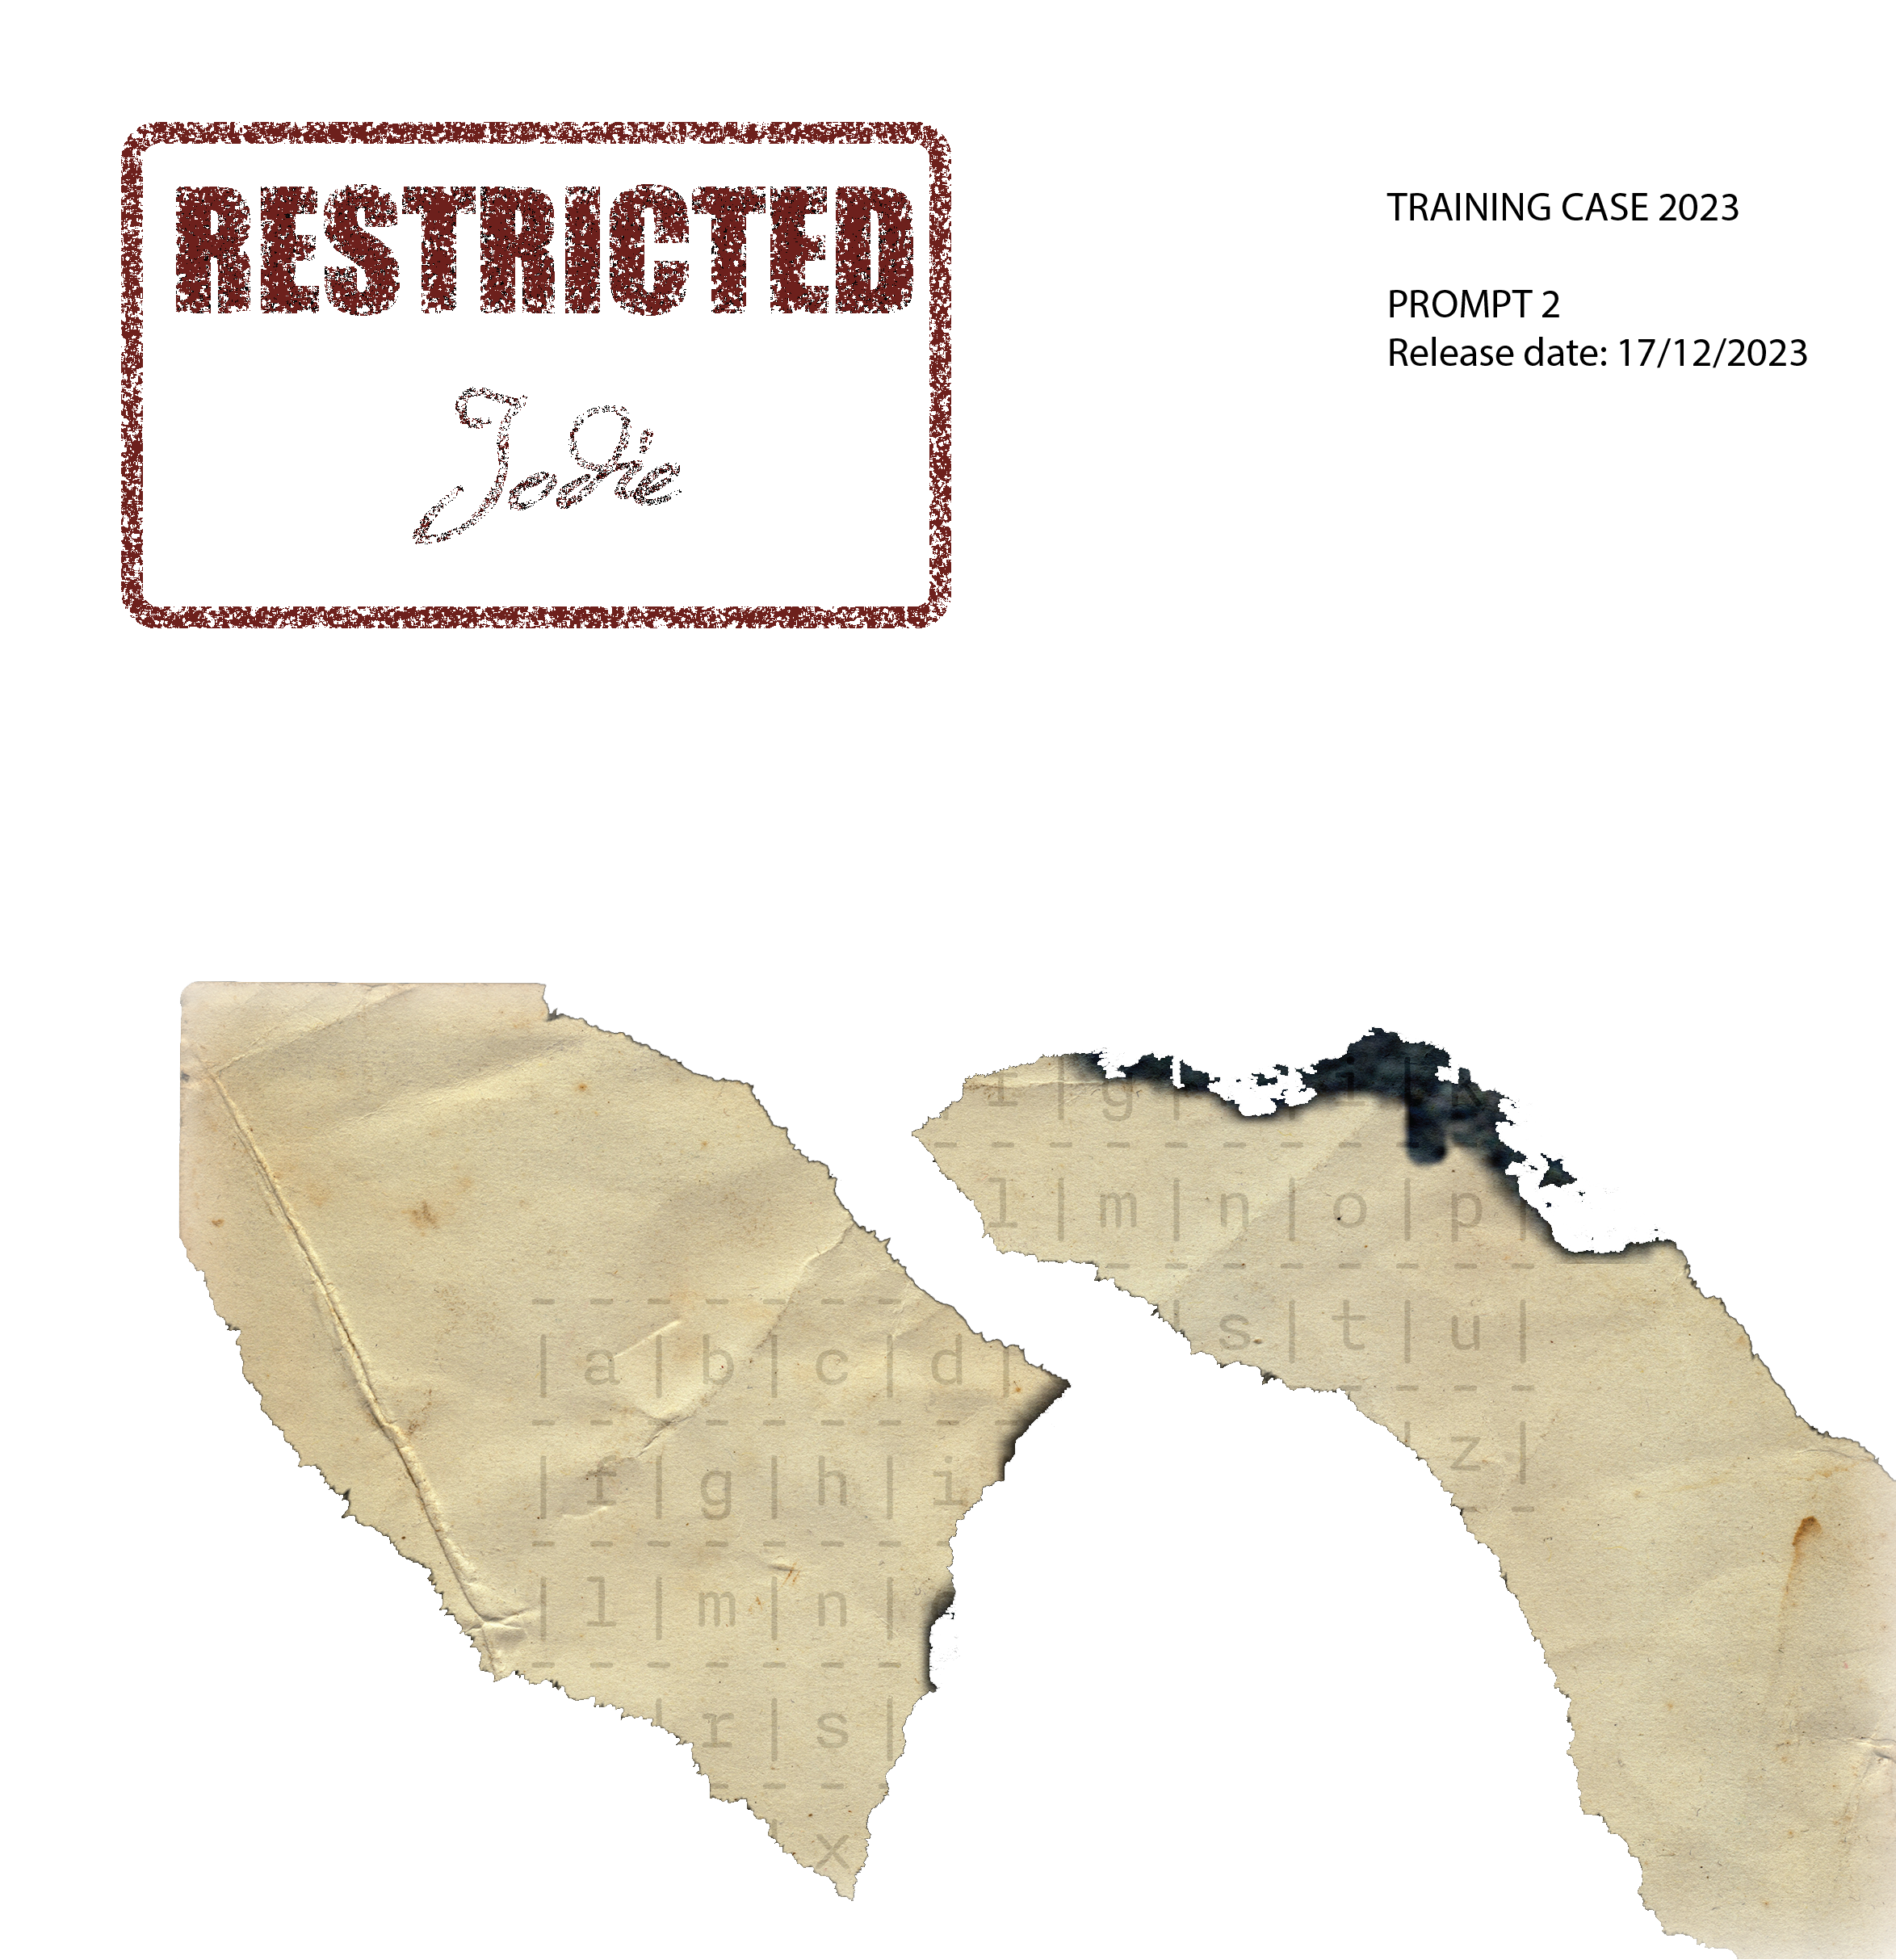 RESTRICTED
Jodie
TRAINING CASE 2023
PROMPT 2
Release date: 17/12/2023
- - - - - - -
| a | b | c | d |
- - - - - - - - -
| f | g | h | i
- - - - - - - -
| l | m | n |
- - - - - - -
| r | s |
- - - -
x
| g |
- - - - - - - - -
l | m | n | o | p |
- - - - - - - -
| s | t | u |
- - - -
| z |
- -